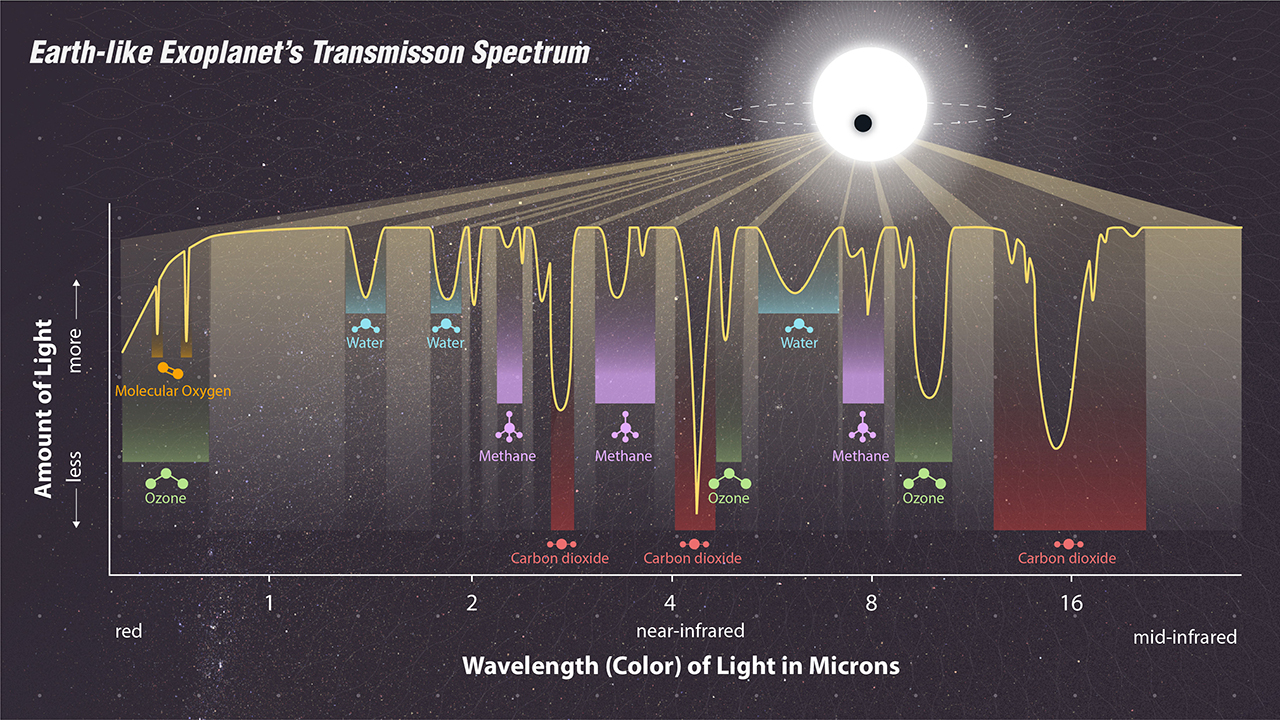 Earth-like Exoplanet's Transmisson Spectrum
Amount of Light
more
less
Molecular Oxygen
Ozone
Water
Water
Methane
Carbon dioxide
Methane
Carbon dioxide
Ozone
Water
Methane
Ozone
Carbon dioxide
1
2
4
8
16
red
near-infrared
mid-infrared
Wavelength (Color) of Light in Microns